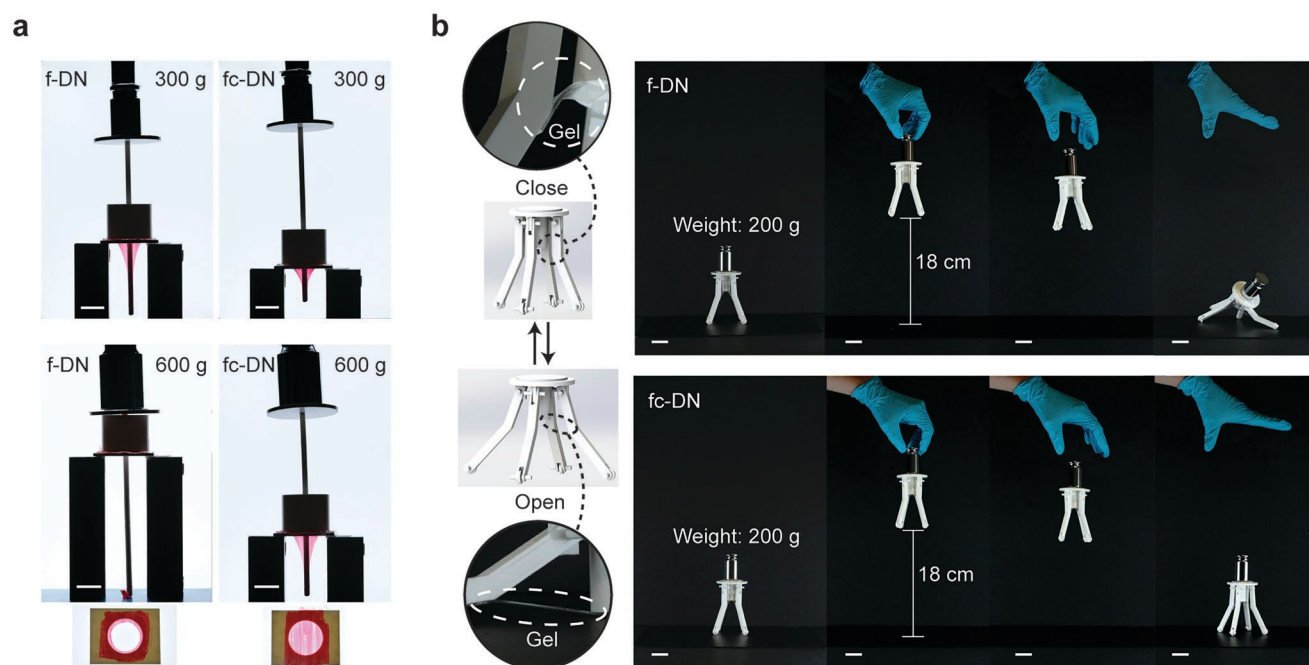 a
b
f-DN
300 g
fc-DN
300 g
f-DN
600 g
fc-DN
600 g
Gel
Close
Open
Gel
f-DN
Weight: 200 g
18 cm
fc-DN
Weight: 200 g
18 cm